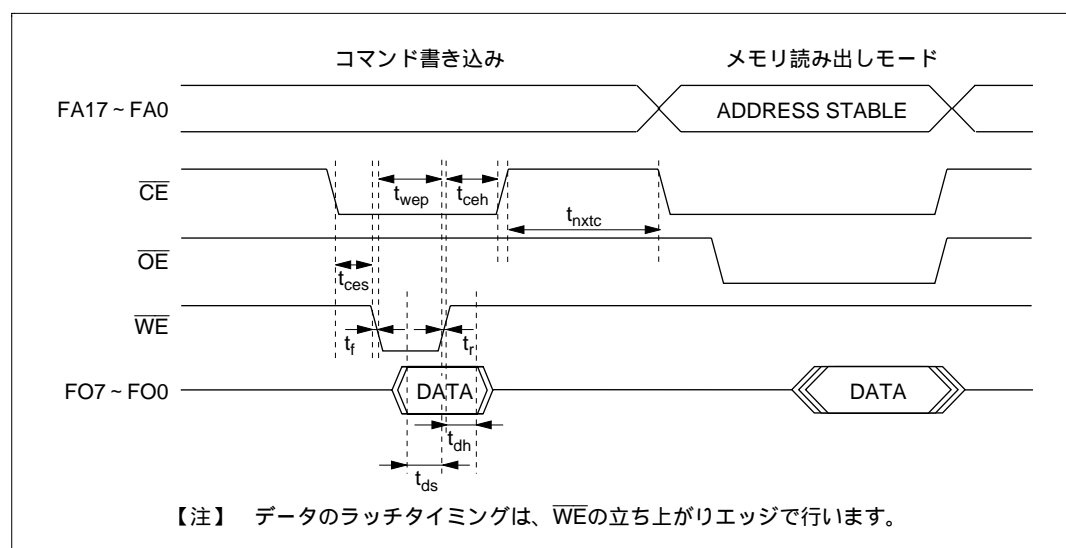 コマンド書き込み メモリ読み出しモード
FA17～FA0 ADDRESS STABLE
CE
twep tceh
tnxtc
OE
tces
WE
tf tr
FO7～FO0 DATA DATA
tdh
tds
【注】 データのラッチタイミングは、WEの立ち上がりエッジで行います。